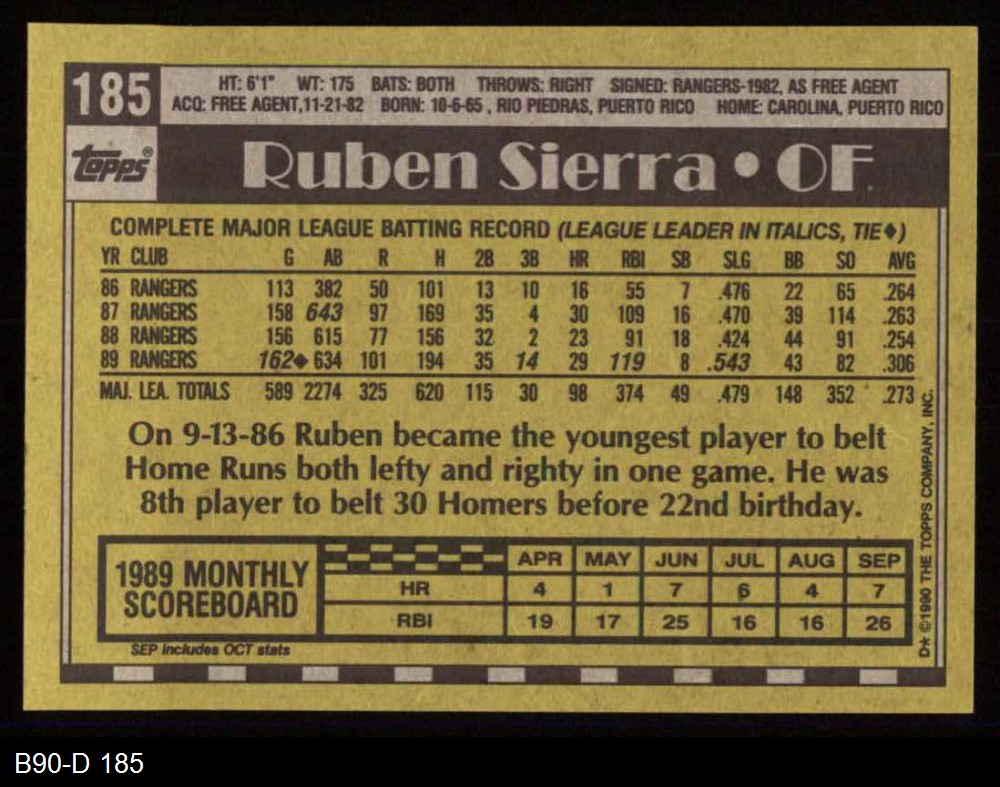 185
HT: 6'1" WT: 175 BATS: BOTH THROWS: RIGHT SIGNED: RANGERS-1982, AS FREE AGENT
ACQ: FREE AGENT,11-21-82 BORN: 10-6-65 , RIO PIEDRAS, PUERTO RICO HOME: CAROLINA, PUERTO RICO
Topps®
Ruben Sierra • OF
COMPLETE MAJOR LEAGUE BATTING RECORD (LEAGUE LEADER IN ITALICS, TIE♦)
YR CLUB G AB R H 2B 3B HR RBI SB SLG BB SO AVG
86 RANGERS 113 382 50 101 13 10 16 55 7 .476 22 65 .264
87 RANGERS 158 643 97 169 35 4 30 109 16 .470 39 114 .263
88 RANGERS 156 615 77 156 32 2 23 91 18 .424 44 91 .254
89 RANGERS 162♦ 634 101 194 35 14 29 119 8 .543 43 82 .306
MAJ. LEA. TOTALS 589 2274 325 620 115 30 98 374 49 .479 148 352 .273
On 9-13-86 Ruben became the youngest player to belt
Home Runs both lefty and righty in one game. He was
8th player to belt 30 Homers before 22nd birthday.
1989 MONTHLY
SCOREBOARD
APR MAY JUN JUL AUG SEP
HR 4 1 7 6 4 7
RBI 19 17 25 16 16 26
SEP includes OCT stats
D* ©1990 THE TOPPS COMPANY, INC.
B90-D 185